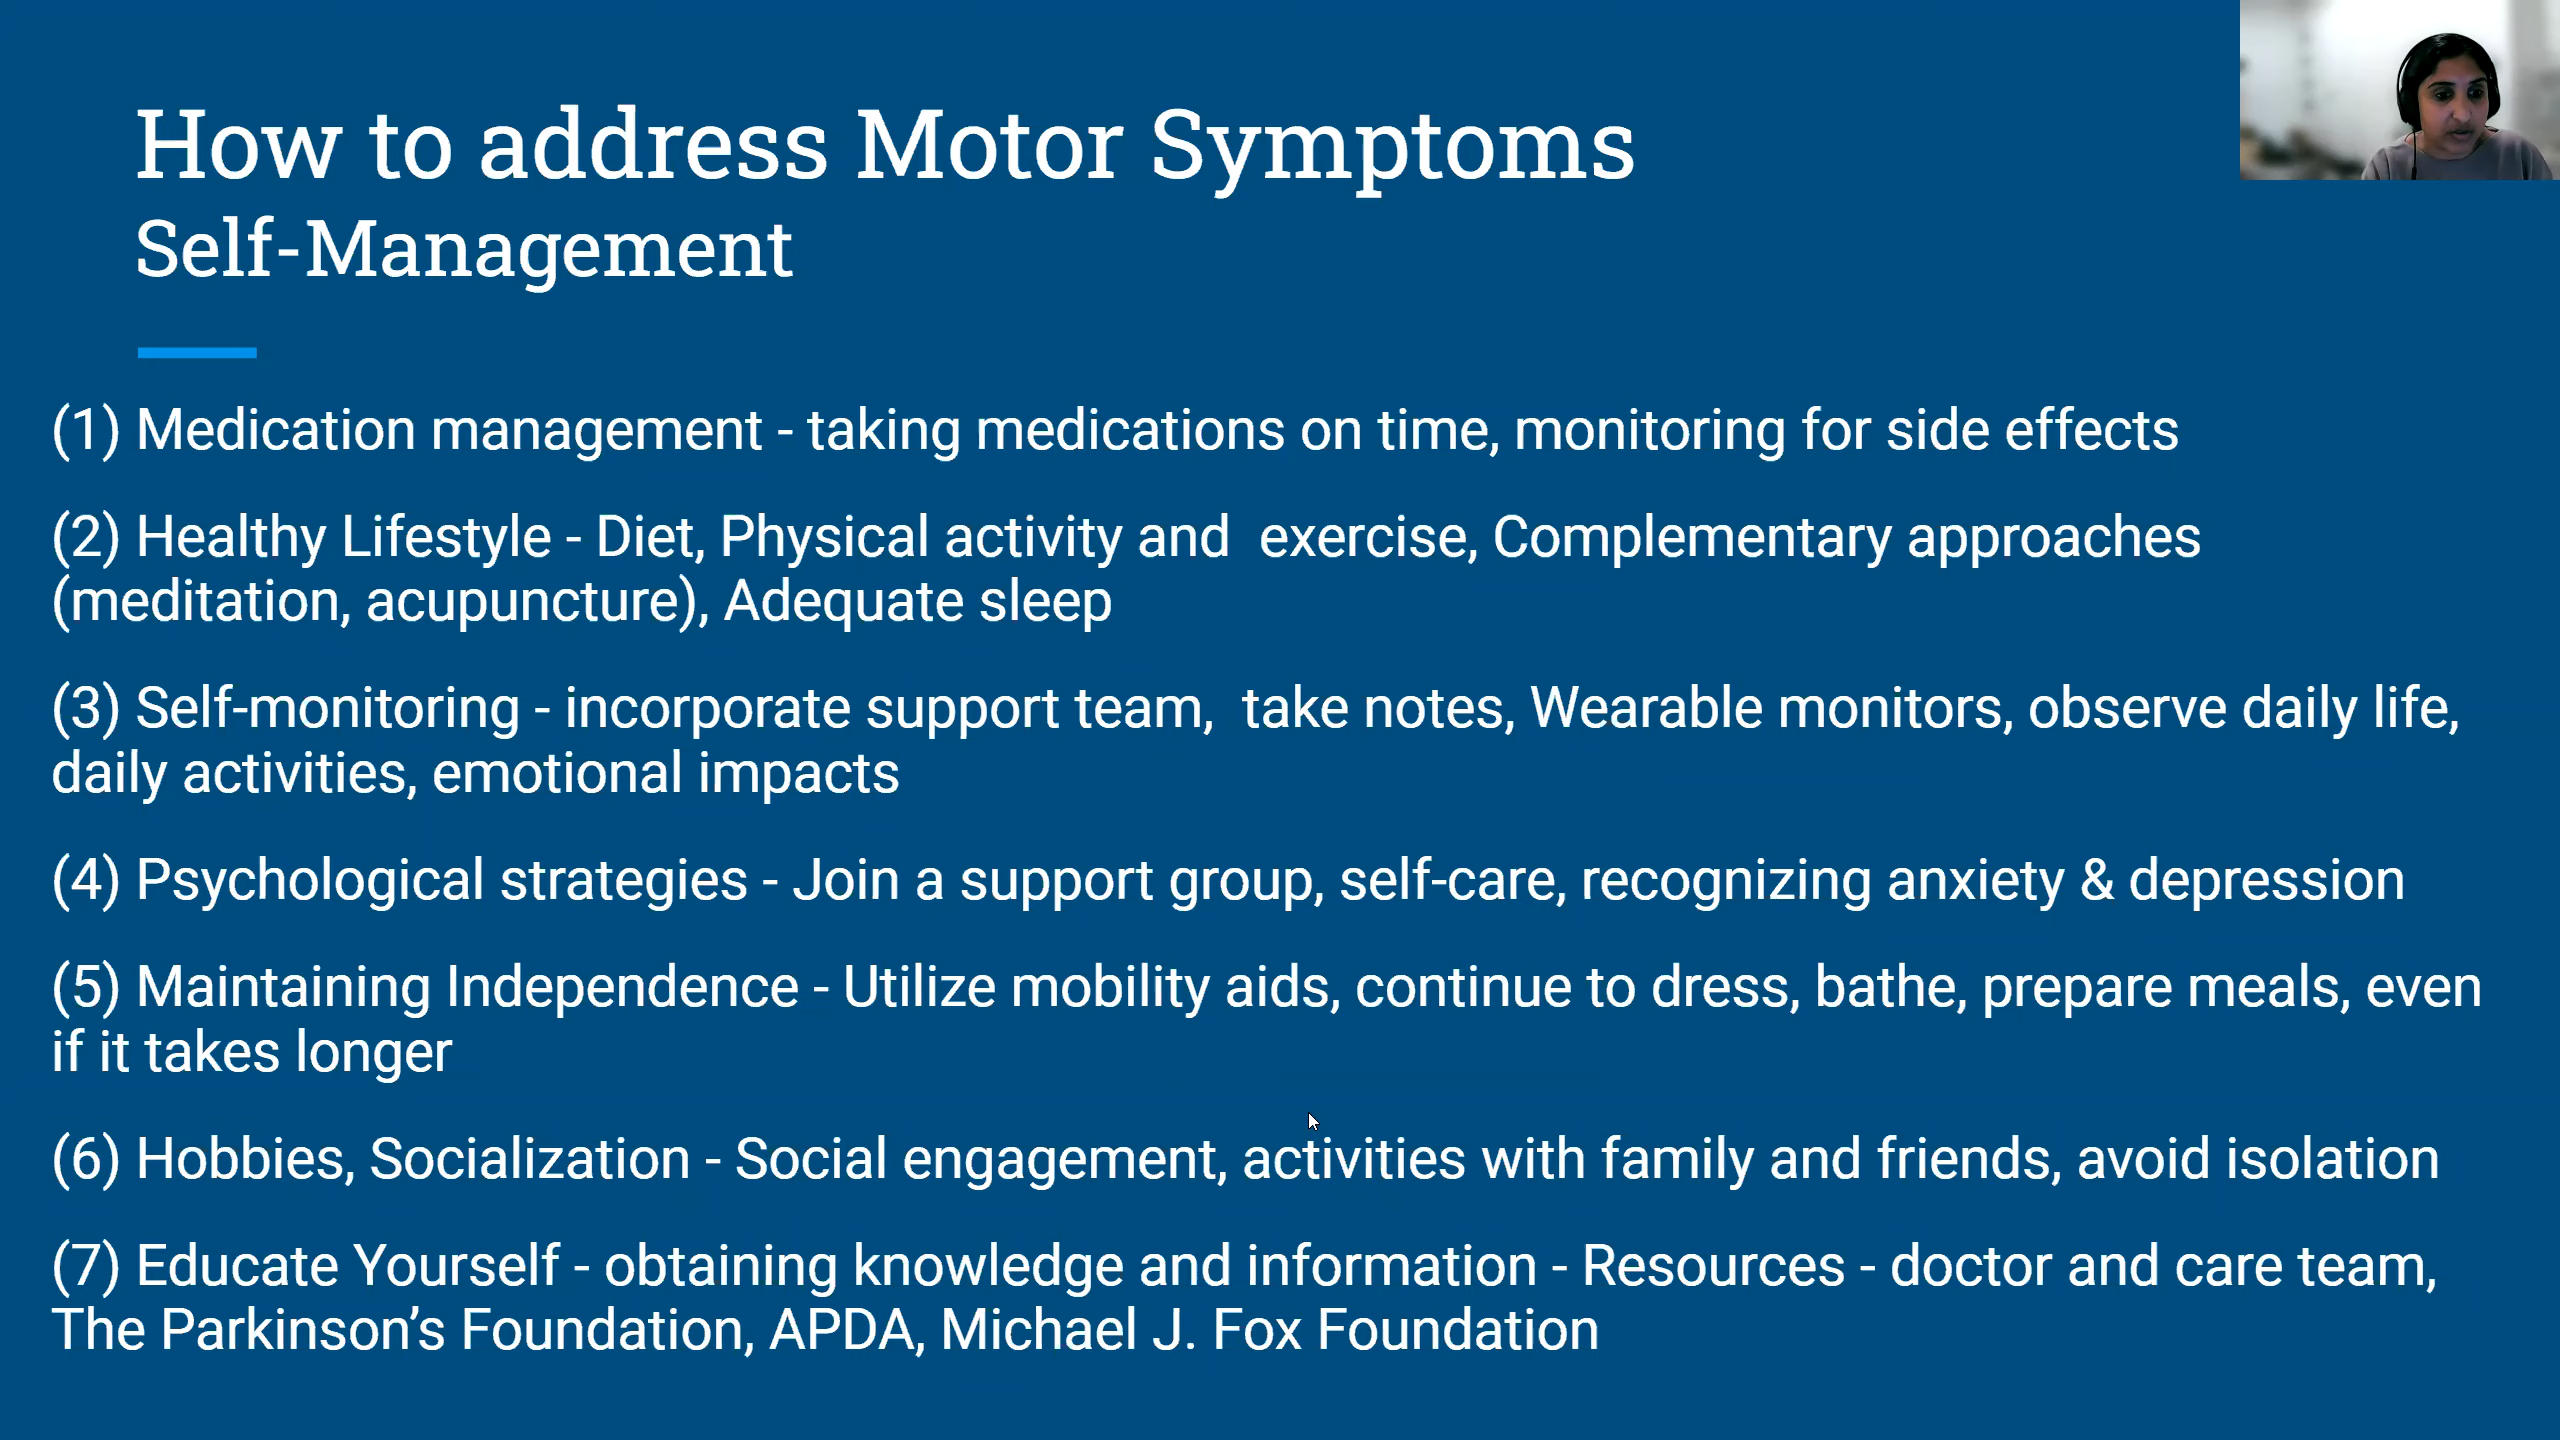 How to address Motor Symptoms
Self-Management
(1) Medication management - taking medications on time, monitoring for side effects
(2) Healthy Lifestyle - Diet, Physical activity and  exercise, Complementary approaches
(meditation, acupuncture), Adequate sleep
(3) Self-monitoring - incorporate support team,  take notes, Wearable monitors, observe daily life,
daily activities, emotional impacts
(4) Psychological strategies - Join a support group, self-care, recognizing anxiety & depression
(5) Maintaining Independence - Utilize mobility aids, continue to dress, bathe, prepare meals, even
if it takes longer
(6) Hobbies, Socialization - Social engagement, activities with family and friends, avoid isolation
(7) Educate Yourself - obtaining knowledge and information - Resources - doctor and care team,
The Parkinson’s Foundation, APDA, Michael J. Fox Foundation